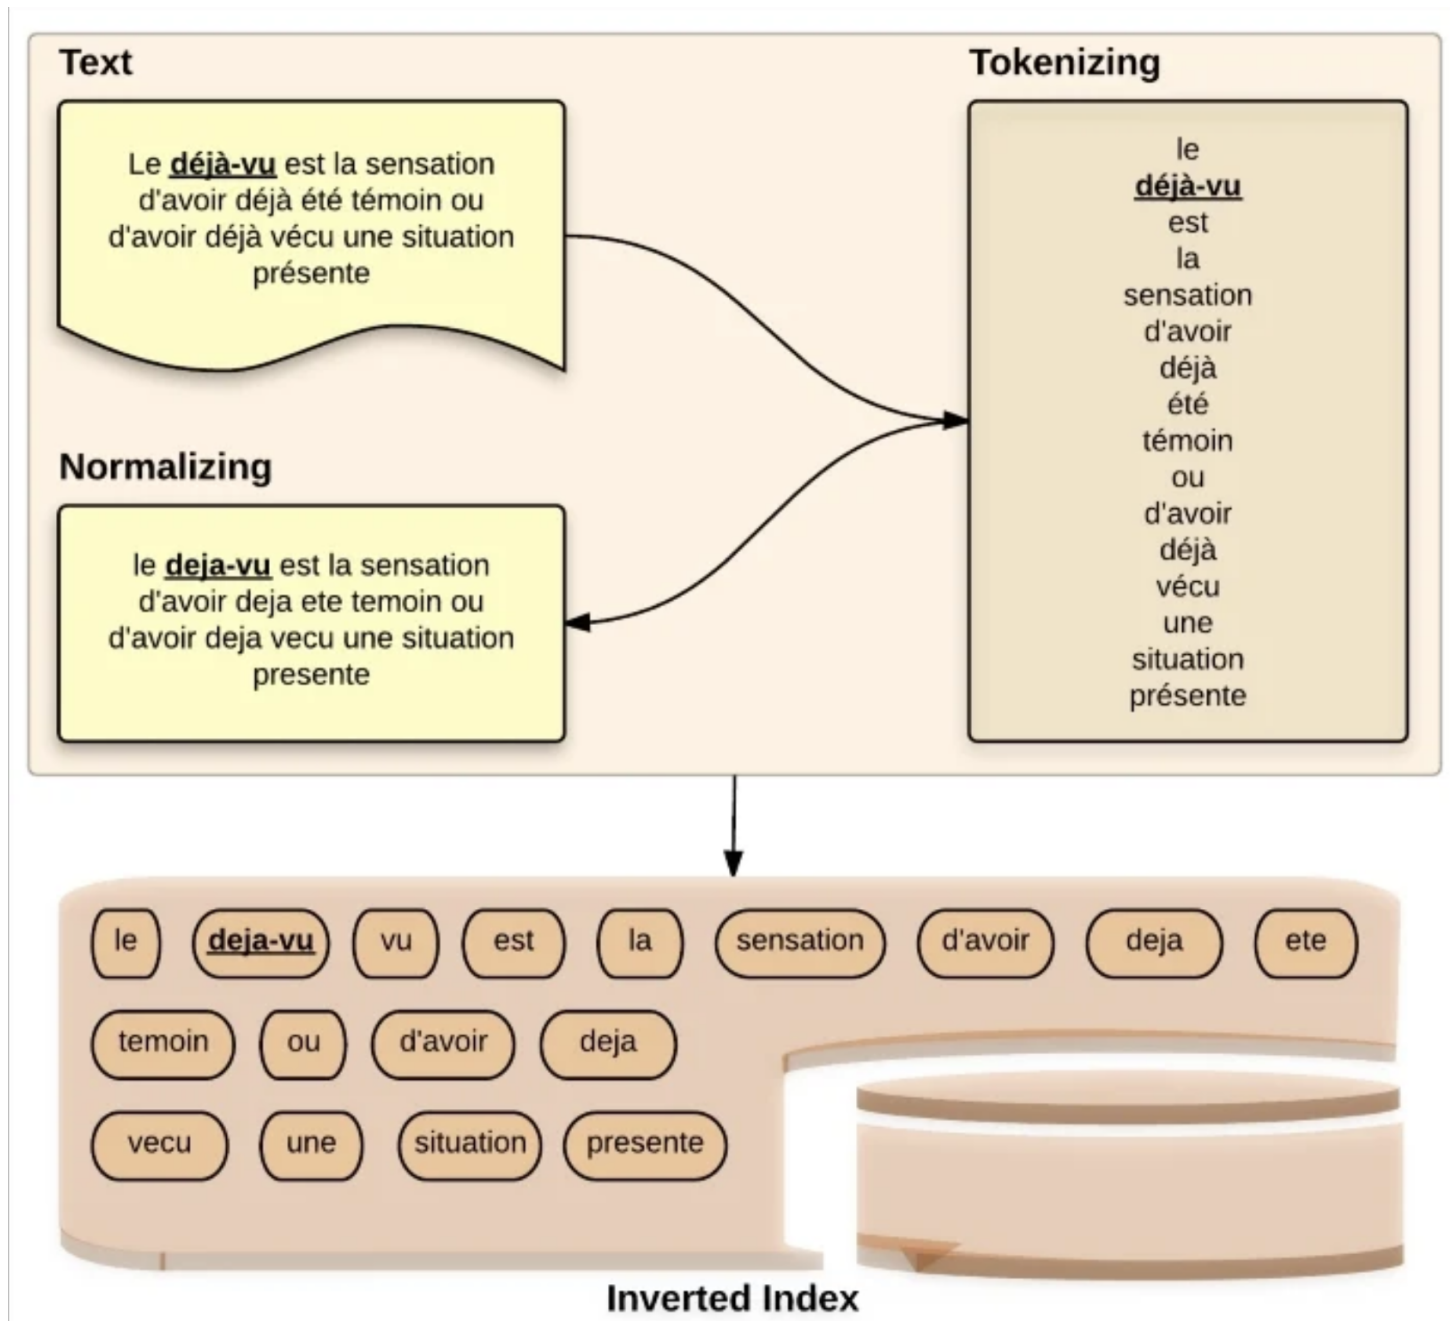 Text
Le déjà-vu est la sensation
d'avoir déjà été témoin ou
d'avoir déjà vécu une situation
présente
Normalizing
le deja-vu est la sensation
d'avoir deja ete temoin ou
d'avoir deja vecu une situation
presente
Tokenizing
le
déjà-vu
est
la
sensation
d'avoir
déjà
été
témoin
ou
d'avoir
déjà
vécu
une
situation
présente
le deja-vu vu est la sensation d'avoir deja ete
temoin ou d'avoir deja
vecu une situation presente
Inverted Index